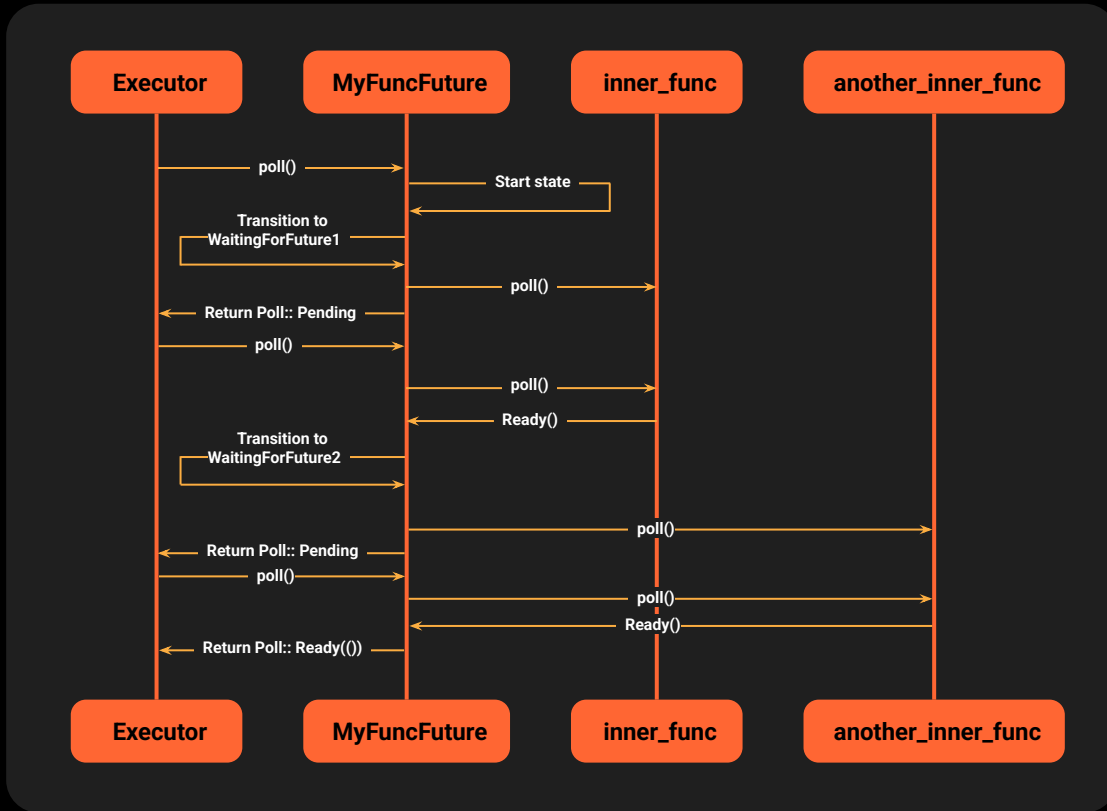 Executor
MyFuncFuture
inner_func
another_inner_func
poll()
Start state
Transition to
WaitingForFuture1
poll()
Return Poll:: Pending
poll()
poll()
Ready()
Transition to
WaitingForFuture2
poll()
Return Poll:: Pending
poll()
poll()
Ready()
Return Poll:: Ready(())
Executor
MyFuncFuture
inner_func
another_inner_func